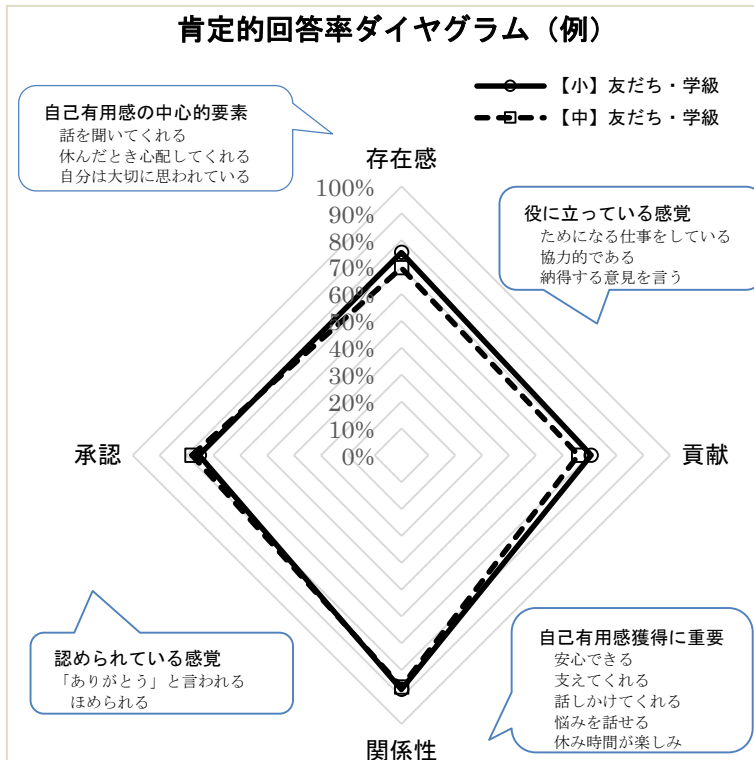 肯定的回答率ダイヤグラム（例）
【小】友だち・学級
【中】友だち・学級
自己有用感の中心的要素
話を聞いてくれる
休んだとき心配してくれる
自分は大切に思われている
存在感
役に立っている感覚
ためになる仕事をしている
協力的である
納得する意見を言う
100%
90%
80%
70%
60%
50%
40%
30%
20%
10%
0%
承認
貢献
認められている感覚
「ありがとう」と言われる
ほめられる
自己有用感獲得に重要
安心できる
支えてくれる
話しかけてくれる
悩みを話せる
休み時間が楽しみ
関係性